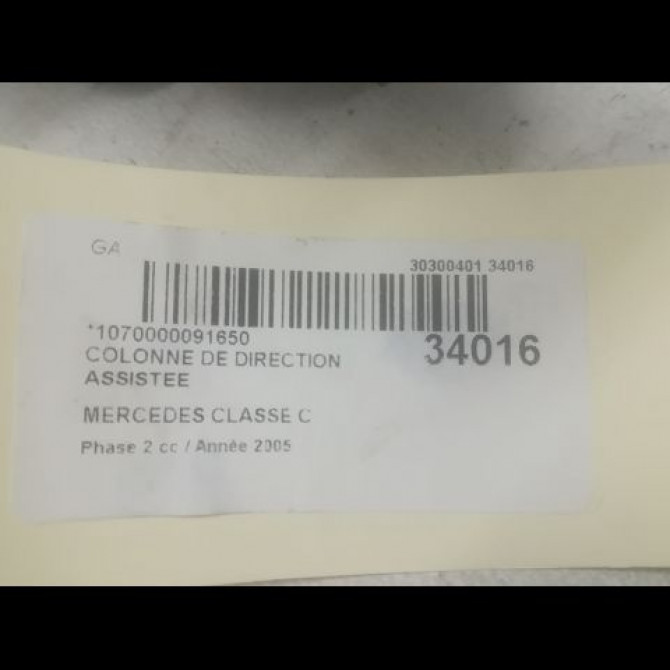 GA
30300401 34016
*1070000091650
34016
COLONNE DE DIRECTION
ASSISTEE
MERCEDES CLASSE C
Phase 2 cc / Année 2005